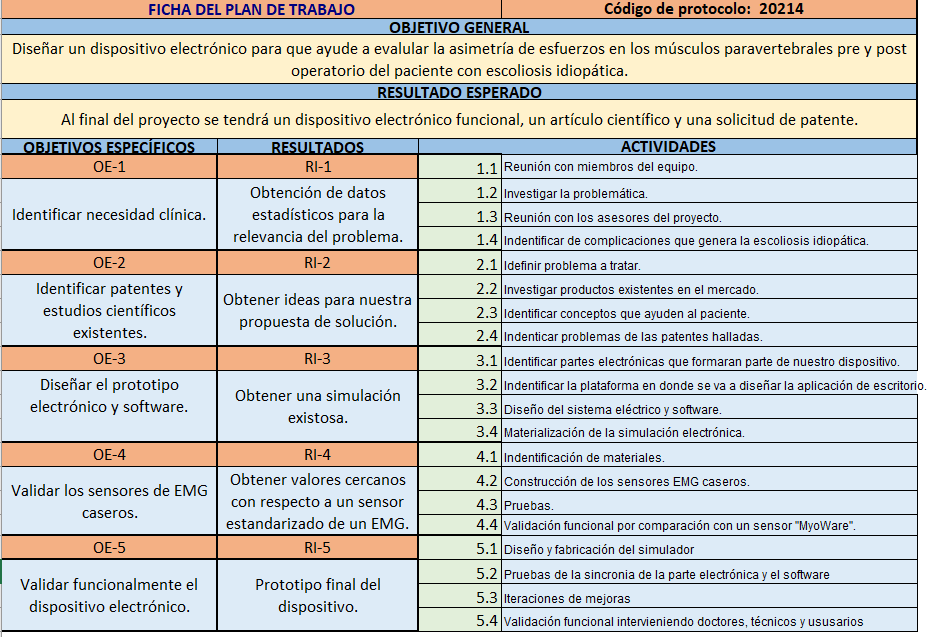 FICHA DEL PLAN DE TRABAJO
Código de protocolo: 20214
OBJETIVO GENERAL
Diseñar un dispositivo electrónico para que ayude a evalular la asimetría de esfuerzos en los músculos paravertebrales pre y post
operatorio del paciente con escoliosis idiopática.
RESULTADO ESPERADO
Al final del proyecto se tendrá un dispositivo electrónico funcional, un artículo científico y una solicitud de patente.
OBJETIVOS ESPECÍFICOS
RESULTADOS
ACTIVIDADES
OE-1
RI-1
1.1 Reunión con miembros del equipo.
Identificar necesidad clínica.
Obtención de datos
estadísticos para la
relevancia del problema.
1.2 Investigar la problemática.
1.3 Reunión con los asesores del proyecto.
1.4 Indentificar de complicaciones que genera la escoliosis idiopática.
OE-2
RI-2
2.1 Idefinir problema a tratar.
Identificar patentes y
estudios científicos
existentes.
Obtener ideas para nuestra
propuesta de solución.
2.2 Investigar productos existentes en el mercado.
2.3 Identificar conceptos que ayuden al paciente.
2.4 Indenticar problemas de las patentes halladas.
OE-3
RI-3
3.1 Identificar partes electrónicas que formaran parte de nuestro dispositivo.
Diseñar el prototipo
electrónico y software.
Obtener una simulación
existosa.
3.2 Indentificar la plataforma en donde se va a diseñar la aplicación de escritorio.
3.3 Diseño del sistema eléctrico y software.
3.4 Materialización de la simulación electrónica.
OE-4
RI-4
4.1 Indentificación de materiales.
Validar los sensores de EMG
caseros.
Obtener valores cercanos
con respecto a un sensor
estandarizado de un EMG.
4.2 Construcción de los sensores EMG caseros.
4.3 Pruebas.
4.4 Validación funcional por comparación con un sensor "MyoWare".
OE-5
RI-5
5.1 Diseño y fabricación del simulador
Validar funcionalmente el
dispositivo electrónico.
Prototipo final del
dispositivo.
5.2 Pruebas de la sincronia de la parte electrónica y el software
5.3 Iteraciones de mejoras
5.4 Validación funcional intervieniendo doctores, técnicos y ususarios